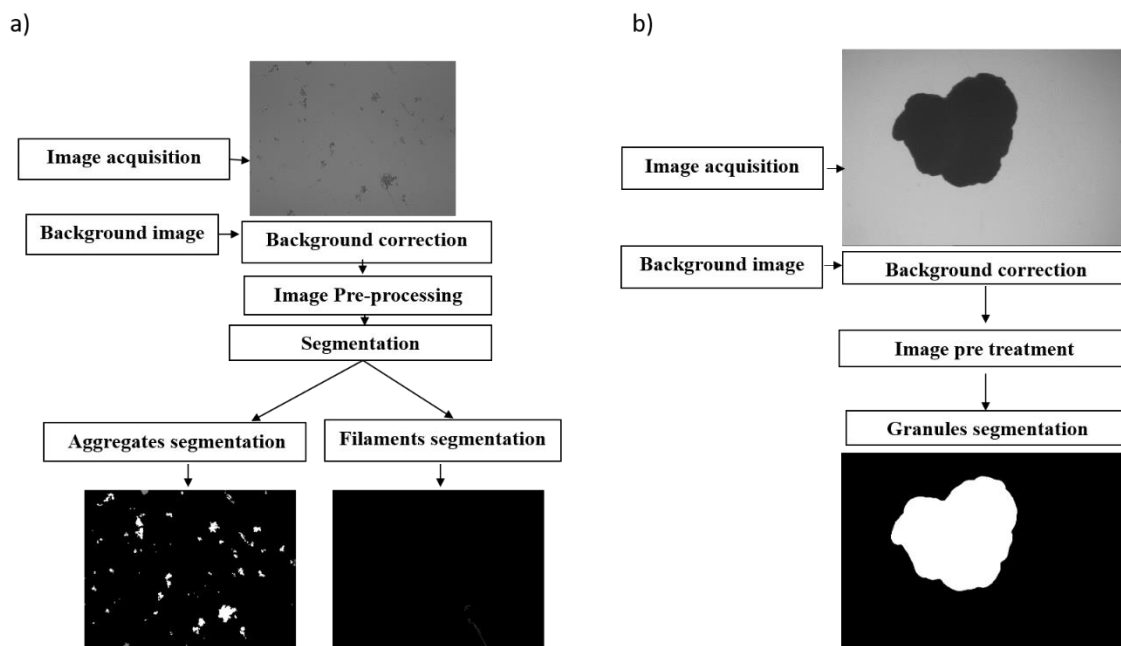 a)
Image acquisition
Background image
Background correction
Image Pre-processing
Segmentation
Aggregates segmentation
Filaments segmentation
b)
Image acquisition
Background image
Background correction
Image pre treatment
Granules segmentation